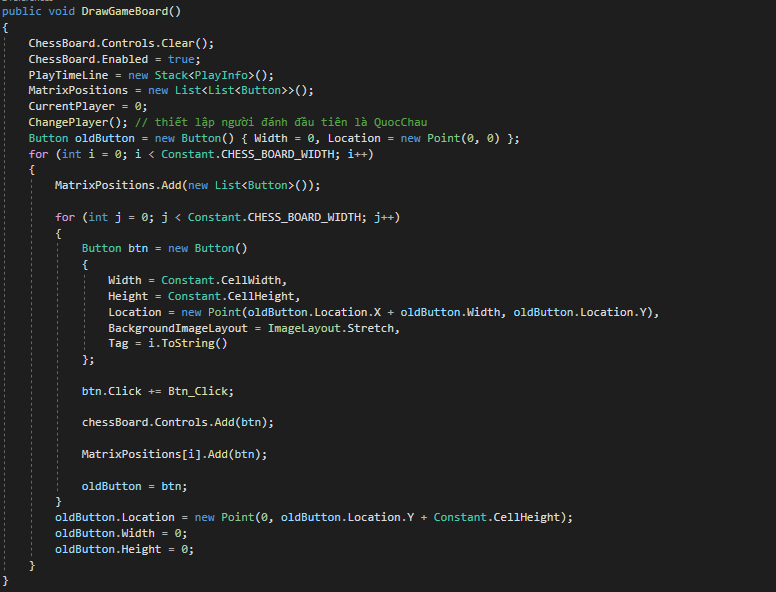 public void DrawGameBoard()
{
ChessBoard.Controls.Clear();
ChessBoard.Enabled = true;
PlayTimeLine = new Stack<PlayInfo>();
MatrixPositions = new List<List<Button>>();
CurrentPlayer = 0;
ChangePlayer(); // thiết lập người đánh đầu tiên là QuocChau
Button oldButton = new Button() { Width = 0, Location = new Point(0, 0) };
for (int i = 0; i < Constant.CHESS_BOARD_WIDTH; i++)
{
MatrixPositions.Add(new List<Button>());
for (int j = 0; j < Constant.CHESS_BOARD_WIDTH; j++)
{
Button btn = new Button()
{
Width = Constant.CellWidth,
Height = Constant.CellHeight,
Location = new Point(oldButton.Location.X + oldButton.Width, oldButton.Location.Y),
BackgroundImageLayout = ImageLayout.Stretch,
Tag = i.ToString()
};
btn.Click += Btn_Click;
chessBoard.Controls.Add(btn);
MatrixPositions[i].Add(btn);
oldButton = btn;
}
oldButton.Location = new Point(0, oldButton.Location.Y + Constant.CellHeight);
oldButton.Width = 0;
oldButton.Height = 0;
}
}